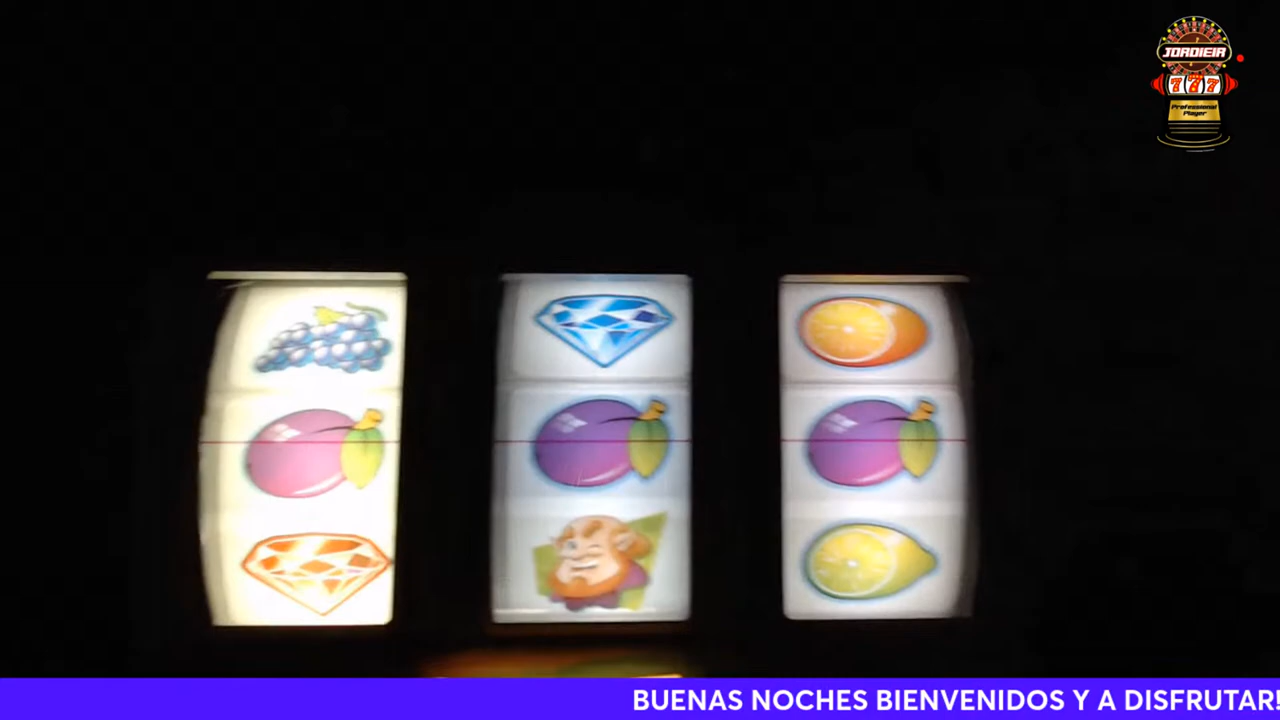 JORDIEIR
777
Professional
Player
BUENAS NOCHES BIENVENIDOS Y A DISFRUTAR!